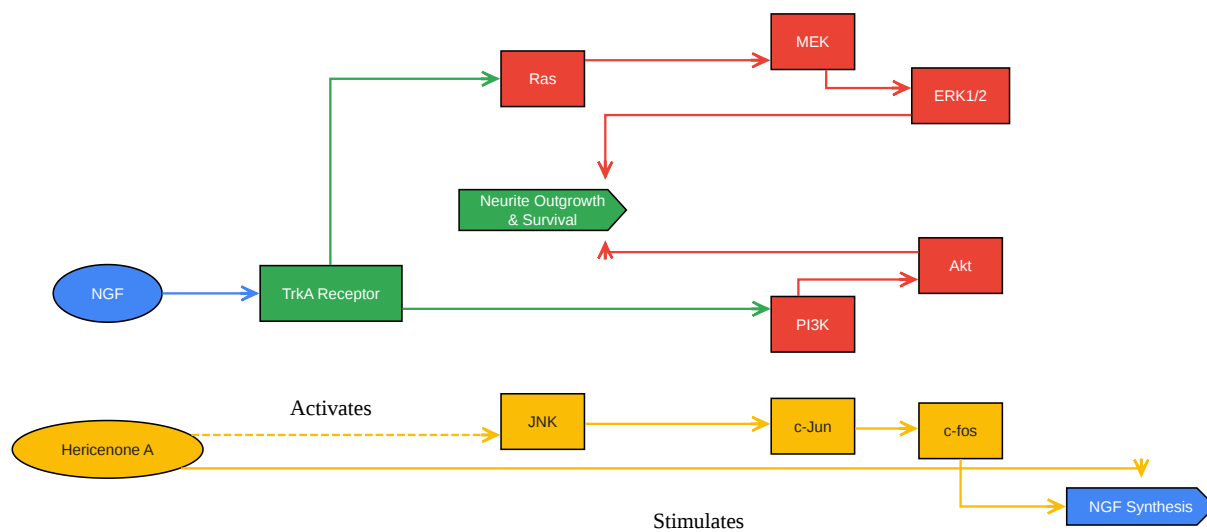 MEK
Ras
ERK1/2
Neurite Outgrowth
& Survival
Akt
NGF
TrkA Receptor
PI3K
Activates
JNK
c-Jun
c-fos
Hericenone A
NGF Synthesis
Stimulates